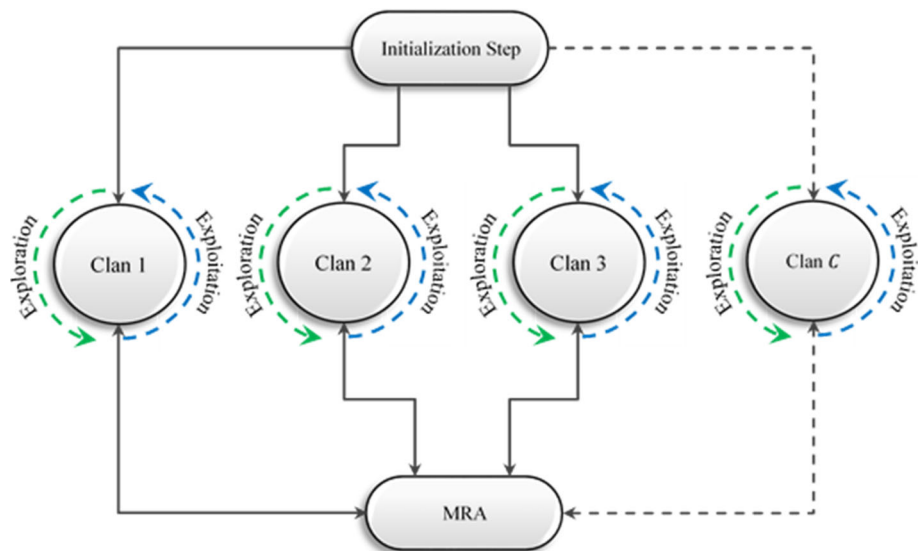 Initialization Step
Exploration
Clan 1
Exploitation
Exploration
Clan 2
Exploitation
Exploration
Clan 3
Exploitation
Exploration
Clan C
Exploitation
MRA